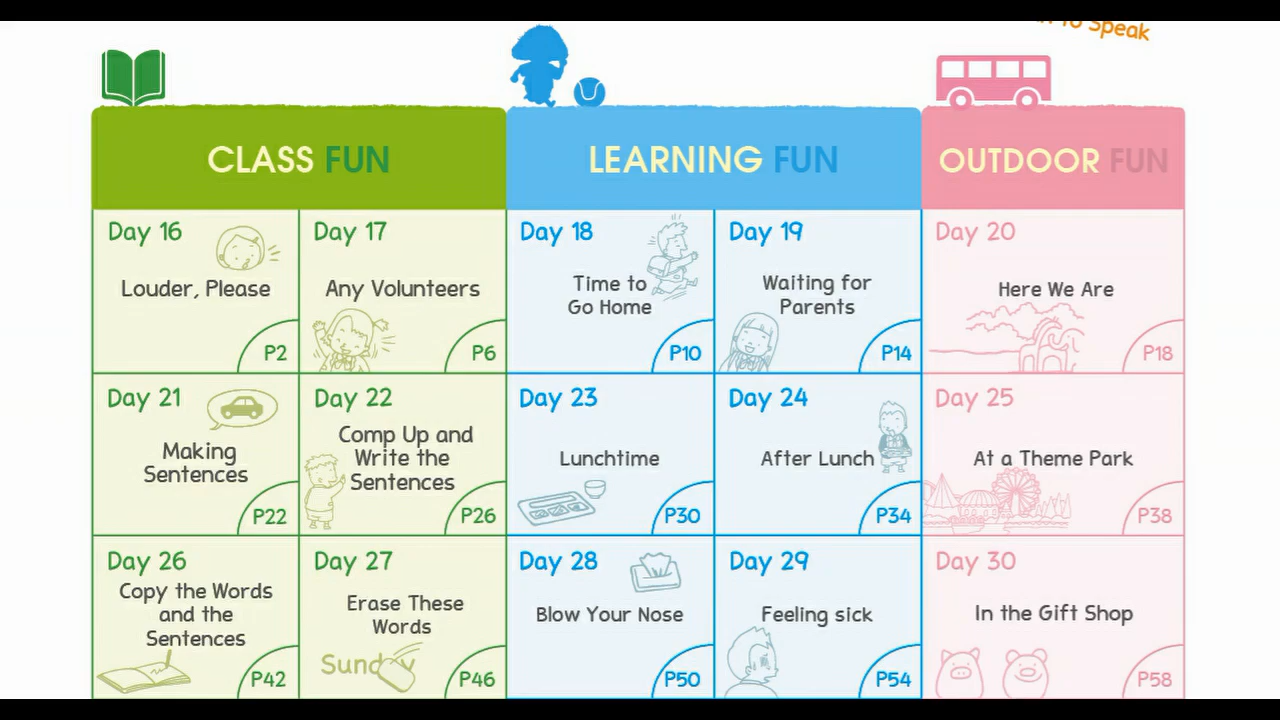 to Speak
CLASS FUN
LEARNING FUN
OUTDOOR FUN
Day 16
Louder, Please
P2
Day 17
Any Volunteers
P6
Day 18
Time to
Go Home
P10
Day 19
Waiting for
Parents
P14
Day 20
Here We Are
P18
Day 21
Making
Sentences
P22
Day 22
Comp Up and
Write the
Sentences
P26
Day 23
Lunchtime
P30
Day 24
After Lunch
P34
Day 25
At a Theme Park
P38
Day 26
Copy the Words
and the
Sentences
P42
Day 27
Erase These
Words
Sunday
P46
Day 28
Blow Your Nose
P50
Day 29
Feeling sick
P54
Day 30
In the Gift Shop
P58